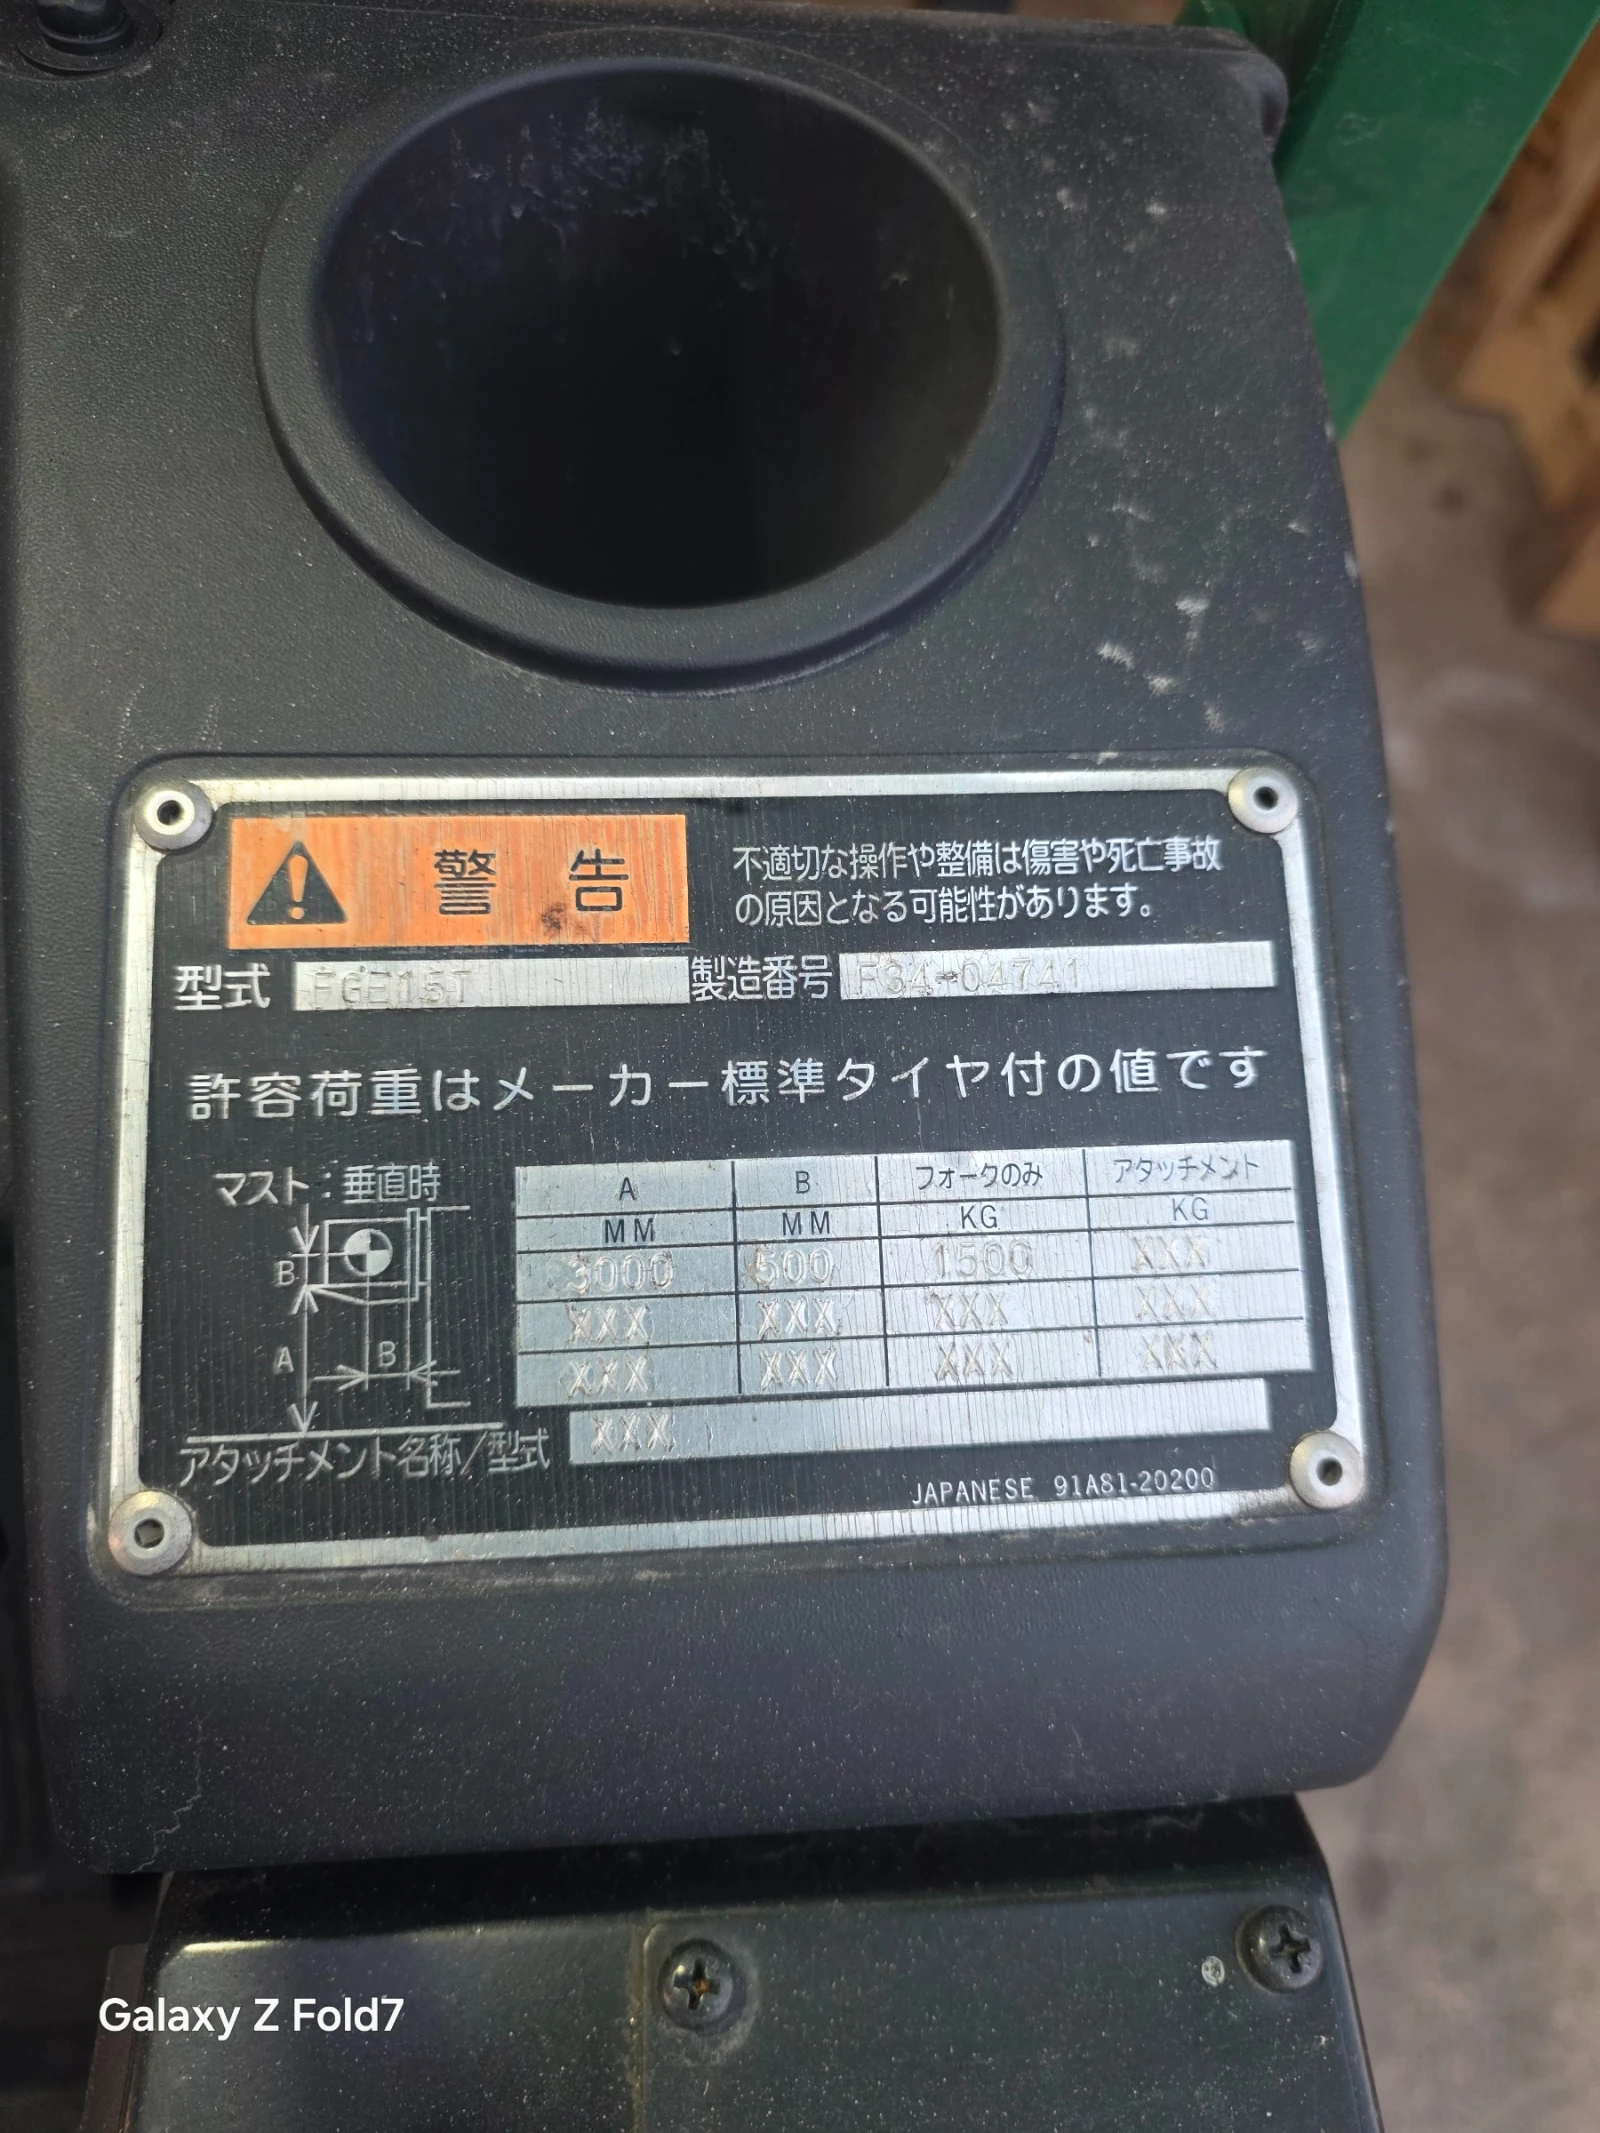 警告
不適切な操作や整備は傷害や死亡事故
の原因となる可能性があります。
型式 FGE15T 製造番号 F34-04741
許容荷重はメーカー標準タイヤ付の値です
マスト：垂直時
B
A
B
A B フォークのみ アタッチメント
MM MM KG KG
3000 500 1500 XXX
XXX XXX XXX XXX
XXX XXX XXX XXX
アタッチメント名称/型式 XXX
JAPANESE 91A81-20200
Galaxy Z Fold7